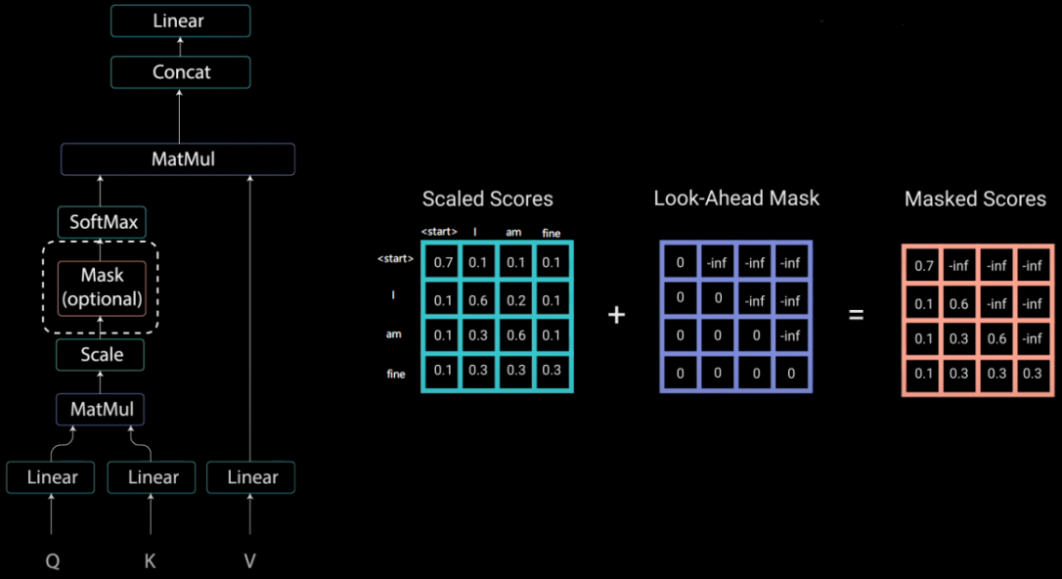 Linear
Concat
MatMul
SoftMax
Mask
(optional)
Scale
MatMul
Linear Linear Linear
Q K V
Scaled Scores
<start> I am fine
<start> 0.7 0.1 0.1 0.1
I 0.1 0.6 0.2 0.1
am 0.1 0.3 0.6 0.1
fine 0.1 0.3 0.3 0.3
+
Look-Ahead Mask
0 -inf -inf -inf
0 0 -inf -inf
0 0 0 -inf
0 0 0 0
=
Masked Scores
0.7 -inf -inf -inf
0.1 0.6 -inf -inf
0.1 0.3 0.6 -inf
0.1 0.3 0.3 0.3